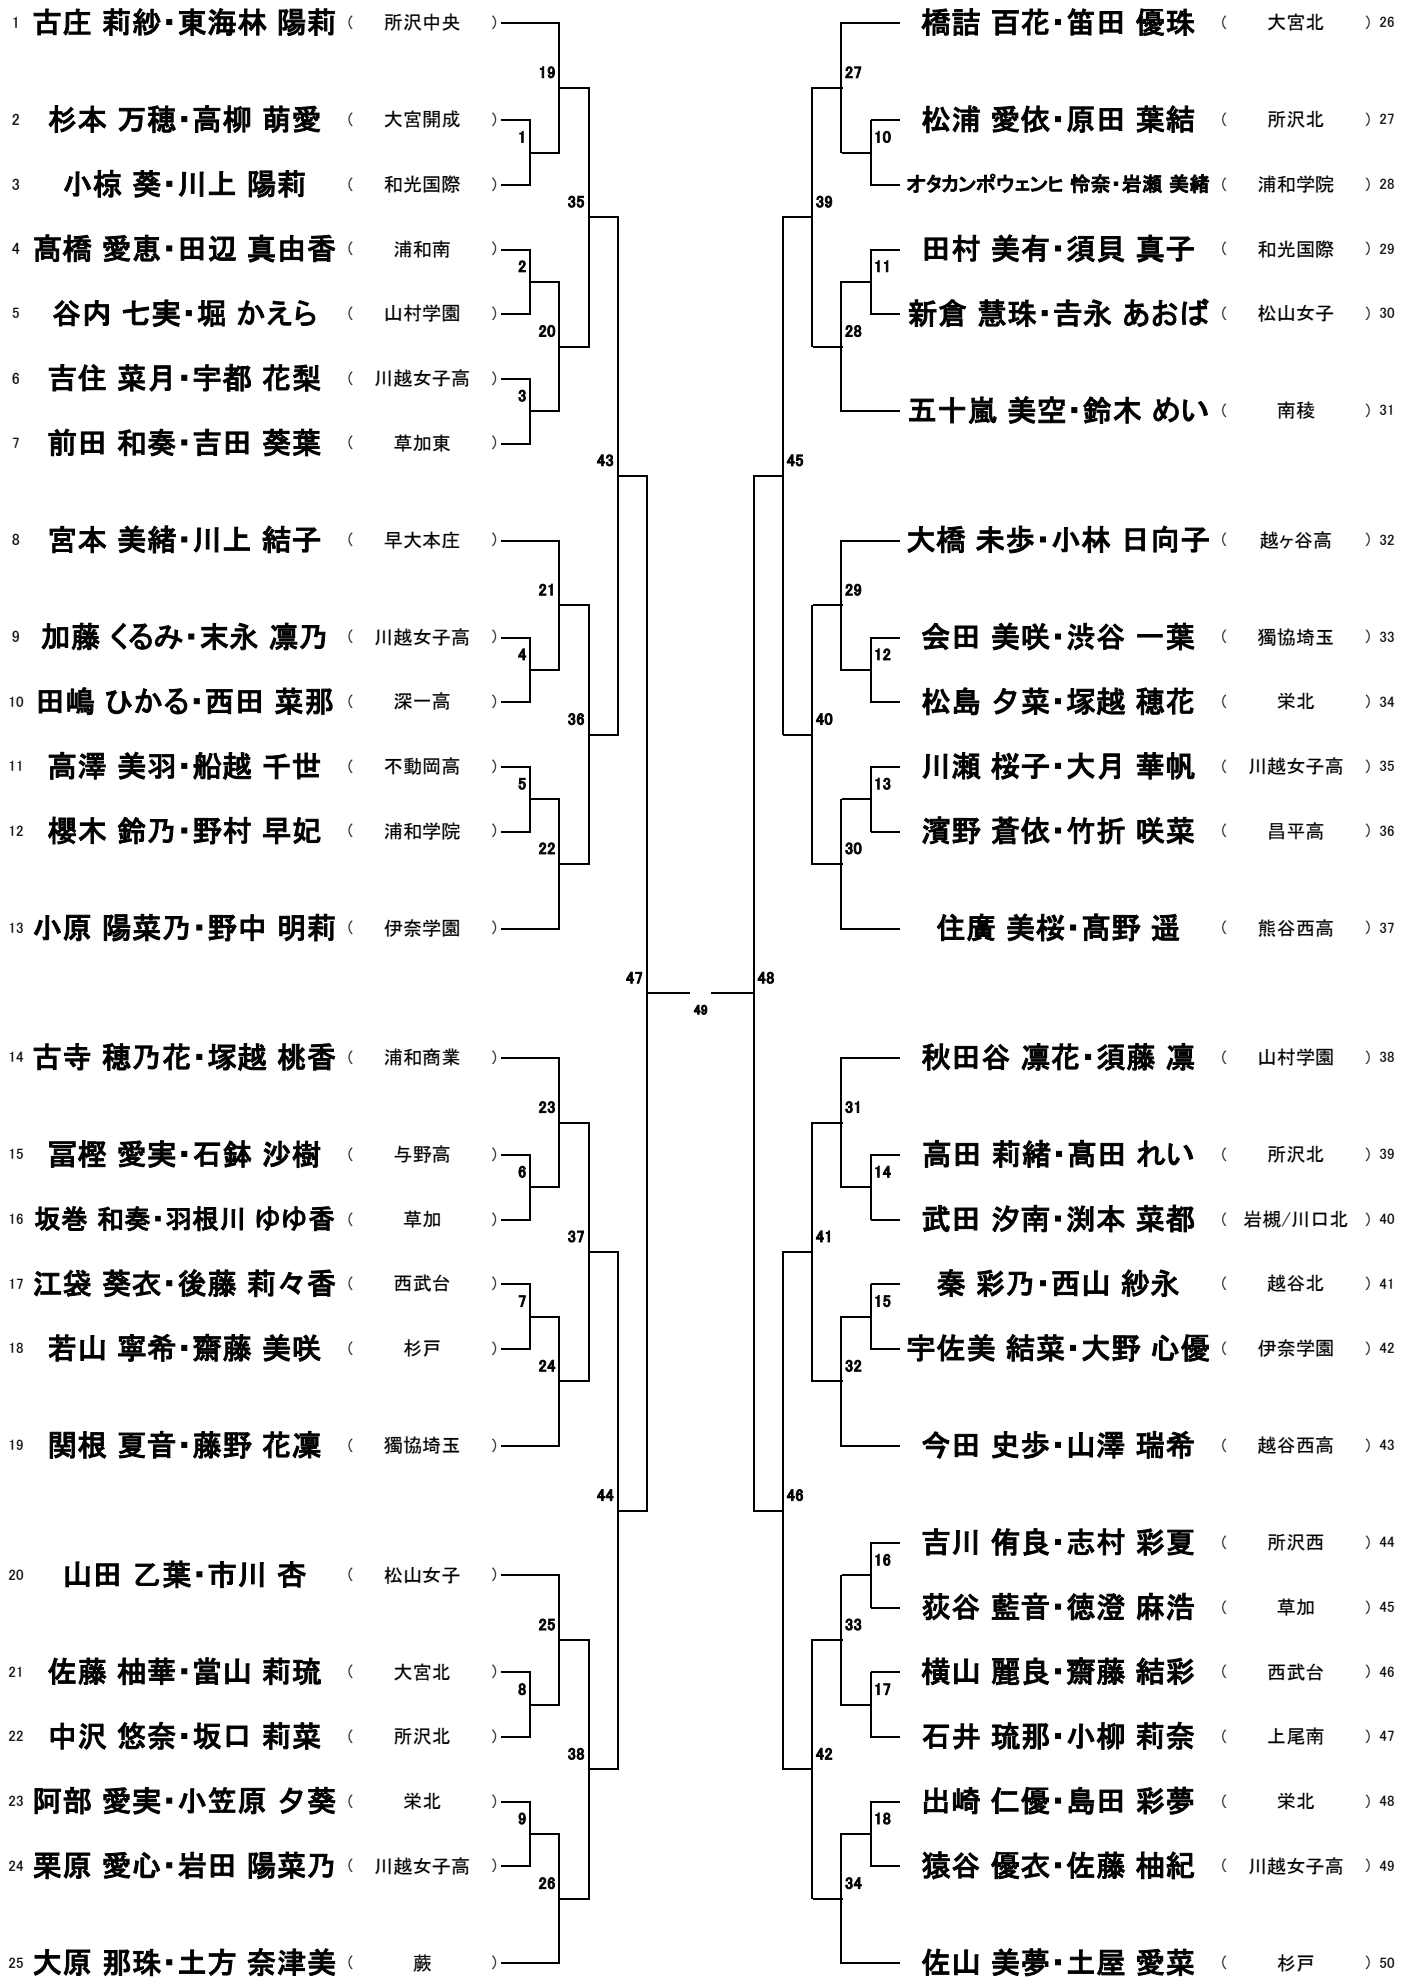 1 古庄 莉紗・東海林 陽莉 （ 所沢中央 ）
2 杉本 万穂・高柳 萌愛 （ 大宮開成 ）
3 小椋 葵・川上 陽莉 （ 和光国際 ）
4 髙橋 愛恵・田辺 真由香 （ 浦和南 ）
5 谷内 七実・堀 かえら （ 山村学園 ）
6 吉住 菜月・宇都 花梨 （ 川越女子高 ）
7 前田 和奏・吉田 葵葉 （ 草加東 ）
8 宮本 美緒・川上 結子 （ 早大本庄 ）
9 加藤 くるみ・末永 凛乃 （ 川越女子高 ）
10 田嶋 ひかる・西田 菜那 （ 深一高 ）
11 高澤 美羽・船越 千世 （ 不動岡高 ）
12 櫻木 鈴乃・野村 早妃 （ 浦和学院 ）
13 小原 陽菜乃・野中 明莉 （ 伊奈学園 ）
14 古寺 穂乃花・塚越 桃香 （ 浦和商業 ）
15 冨樫 愛実・石鉢 沙樹 （ 与野高 ）
16 坂巻 和奏・羽根川 ゆゆ香 （ 草加 ）
17 江袋 葵衣・後藤 莉々香 （ 西武台 ）
18 若山 寧希・齋藤 美咲 （ 杉戸 ）
19 関根 夏音・藤野 花凜 （ 獨協埼玉 ）
20 山田 乙葉・市川 杏 （ 松山女子 ）
21 佐藤 柚華・當山 莉琉 （ 大宮北 ）
22 中沢 悠奈・坂口 莉菜 （ 所沢北 ）
23 阿部 愛実・小笠原 夕葵 （ 栄北 ）
24 栗原 愛心・岩田 陽菜乃 （ 川越女子高 ）
25 大原 那珠・土方 奈津美 （ 蕨 ）
19
1
35
2
20
3
43
21
4
36
5
22
47
23
6
37
7
24
44
25
8
38
9
26
49
27
10
39
11
28
45
29
12
40
13
30
48
31
14
41
15
32
46
16
33
17
42
18
34
橋詰 百花・笛田 優珠 （ 大宮北 ） 26
松浦 愛依・原田 葉結 （ 所沢北 ） 27
オタカンポウェンヒ 怜奈・岩瀬 美緒 （ 浦和学院 ） 28
田村 美有・須貝 真子 （ 和光国際 ） 29
新倉 慧珠・𠮷永 あおば （ 松山女子 ） 30
五十嵐 美空・鈴木 めい （ 南稜 ） 31
大橋 未歩・小林 日向子 （ 越ヶ谷高 ） 32
会田 美咲・渋谷 一葉 （ 獨協埼玉 ） 33
松島 夕菜・塚越 穂花 （ 栄北 ） 34
川瀬 桜子・大月 華帆 （ 川越女子高 ） 35
濱野 蒼依・竹折 咲菜 （ 昌平高 ） 36
住廣 美桜・髙野 遥 （ 熊谷西高 ） 37
秋田谷 凛花・須藤 凛 （ 山村学園 ） 38
高田 莉緒・髙田 れい （ 所沢北 ） 39
武田 汐南・渕本 菜都 （ 岩槻/川口北 ） 40
秦 彩乃・西山 紗永 （ 越谷北 ） 41
宇佐美 結菜・大野 心優 （ 伊奈学園 ） 42
今田 史歩・山澤 瑞希 （ 越谷西高 ） 43
吉川 侑良・志村 彩夏 （ 所沢西 ） 44
荻谷 藍音・徳澄 麻浩 （ 草加 ） 45
横山 麗良・齋藤 結彩 （ 西武台 ） 46
石井 琉那・小柳 莉奈 （ 上尾南 ） 47
出崎 仁優・島田 彩夢 （ 栄北 ） 48
猿谷 優衣・佐藤 柚紀 （ 川越女子高 ） 49
佐山 美夢・土屋 愛菜 （ 杉戸 ） 50